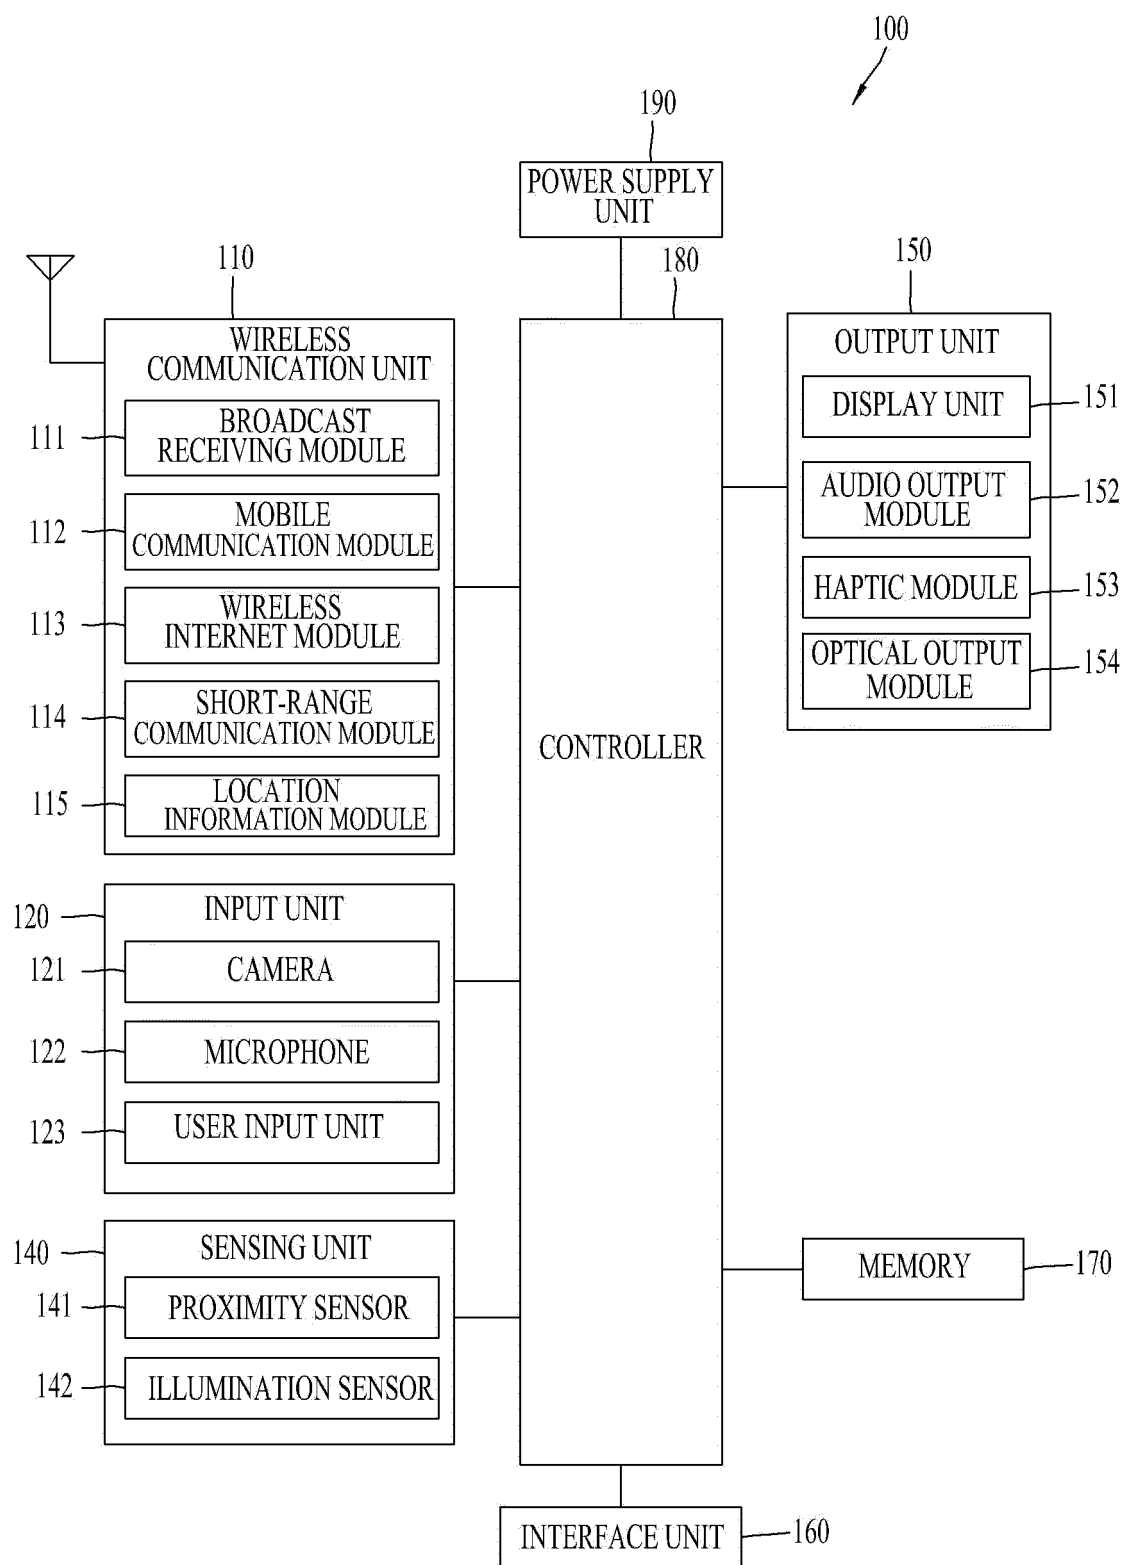 100
190
POWER SUPPLY
UNIT
110
180
150
WIRELESS
COMMUNICATION UNIT
111
BROADCAST
RECEIVING MODULE
112
MOBILE
COMMUNICATION MODULE
113
WIRELESS
INTERNET MODULE
114
SHORT-RANGE
COMMUNICATION MODULE
115
LOCATION
INFORMATION MODULE
120
INPUT UNIT
121
CAMERA
122
MICROPHONE
123
USER INPUT UNIT
140
SENSING UNIT
141
PROXIMITY SENSOR
142
ILLUMINATION SENSOR
CONTROLLER
OUTPUT UNIT
DISPLAY UNIT
151
AUDIO OUTPUT
MODULE
152
HAPTIC MODULE
153
OPTICAL OUTPUT
MODULE
154
MEMORY
170
INTERFACE UNIT
160